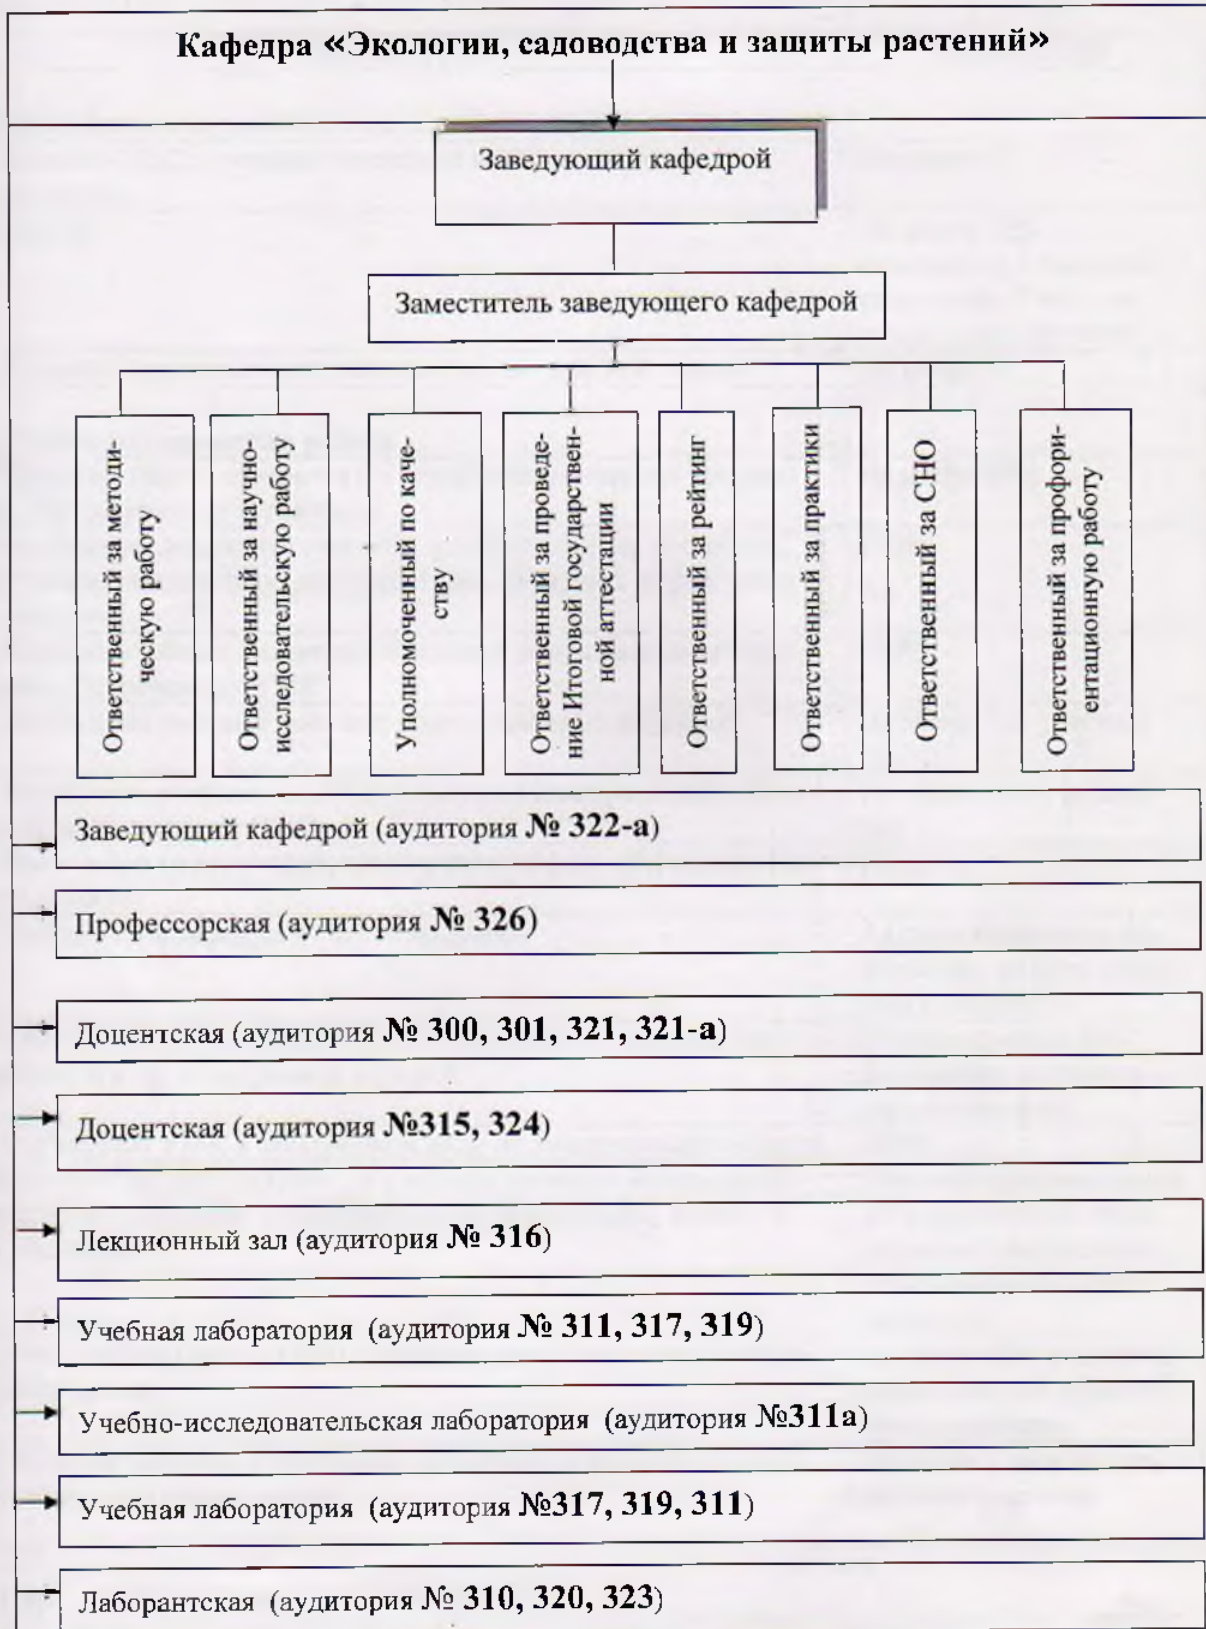 Кафедра «Экологии, садоводства и защиты растений»
Заведующий кафедрой
Заместитель заведующего кафедрой
Ответственный за методи-
ческую работу
Ответственный за научно-
исследовательскую работу
Уполномоченный по каче-
ству
Ответственный за проведе-
ние Итоговой государствен-
ной аттестации
Ответственный за рейтинг
Ответственный за практики
Ответственный за СНО
Ответственный за профори-
ентационную работу
Заведующий кафедрой (аудитория № 322-а)
Профессорская (аудитория № 326)
Доцентская (аудитория № 300, 301, 321, 321-а)
Доцентская (аудитория №315, 324)
Лекционный зал (аудитория № 316)
Учебная лаборатория (аудитория № 311, 317, 319)
Учебно-исследовательская лаборатория (аудитория №311а)
Учебная лаборатория (аудитория №317, 319, 311)
Лаборантская (аудитория № 310, 320, 323)